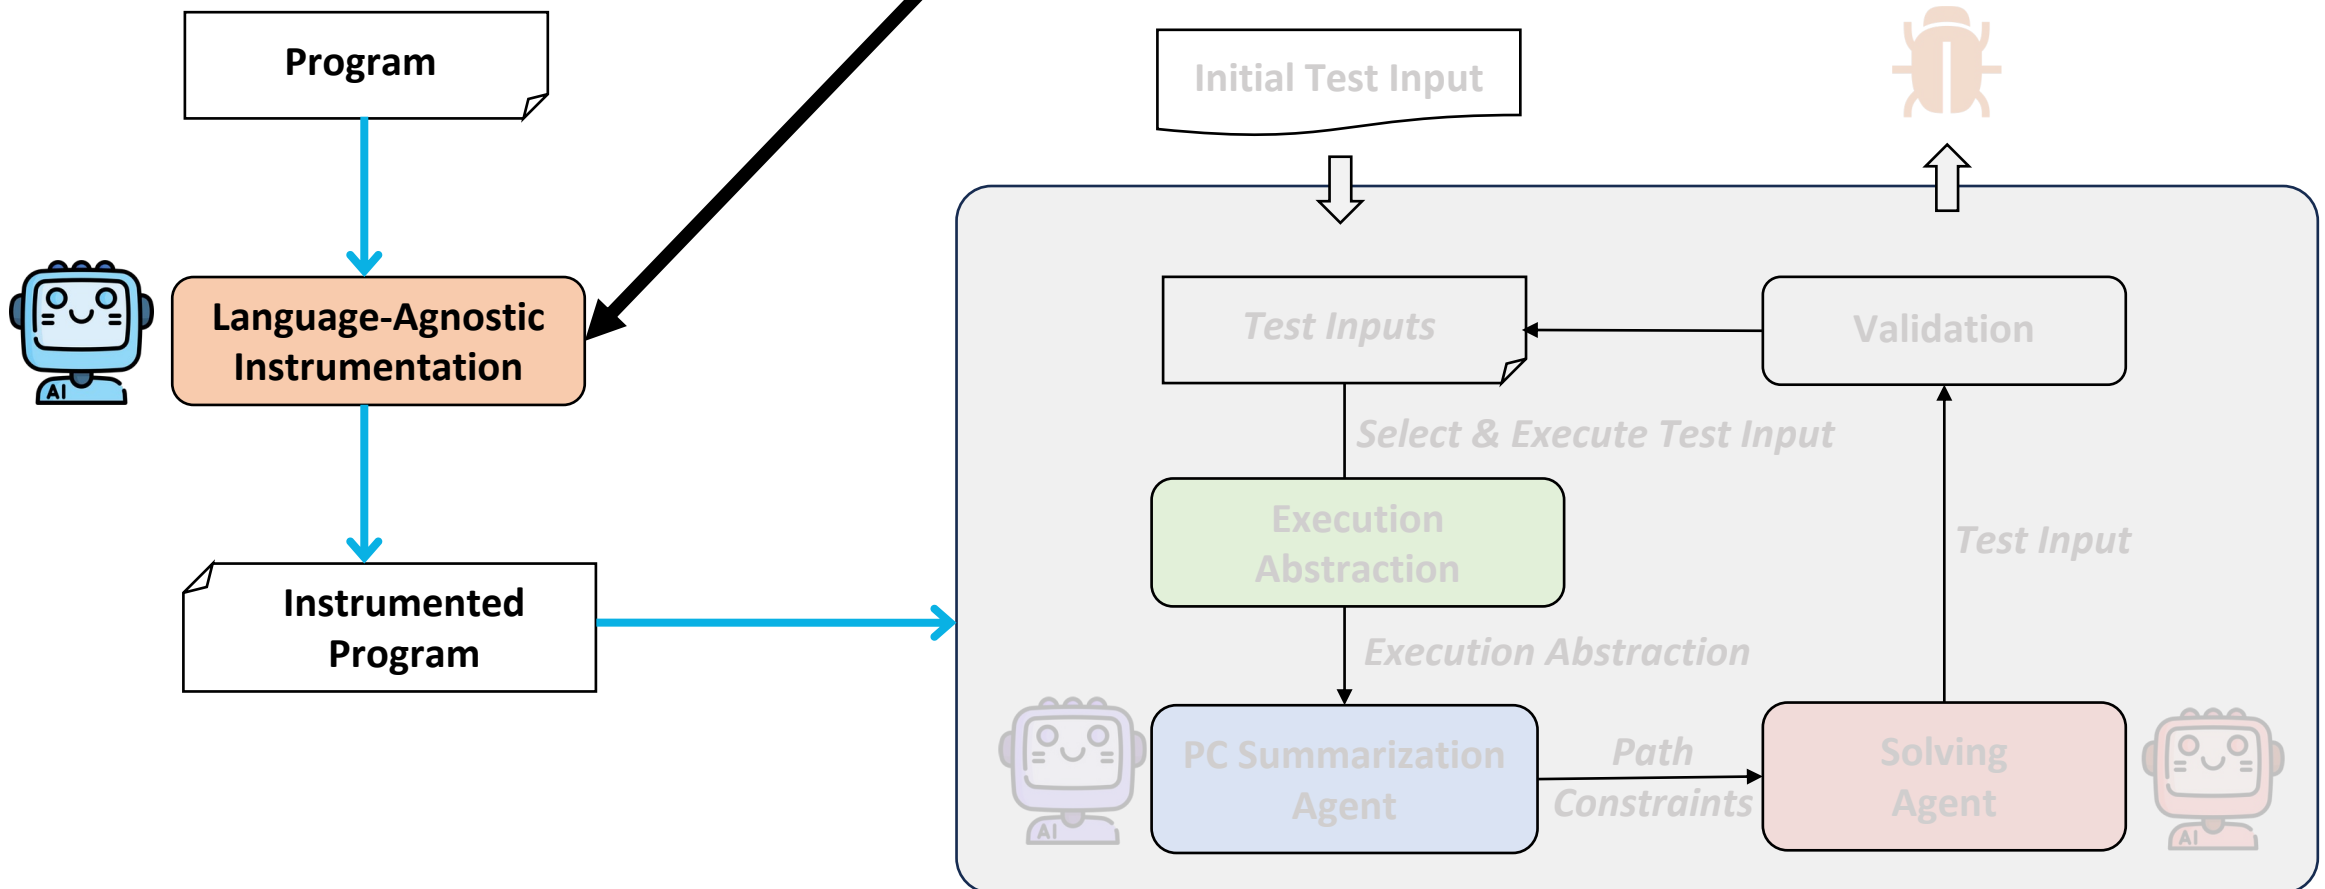 Program
Language-Agnostic
Instrumentation
AI
Instrumented
Program
Initial Test Input
Test Inputs
Validation
Select & Execute Test Input
Execution
Abstraction
Test Input
Execution Abstraction
PC Summarization
Agent
AI
Path
Constraints
Solving
Agent
AI